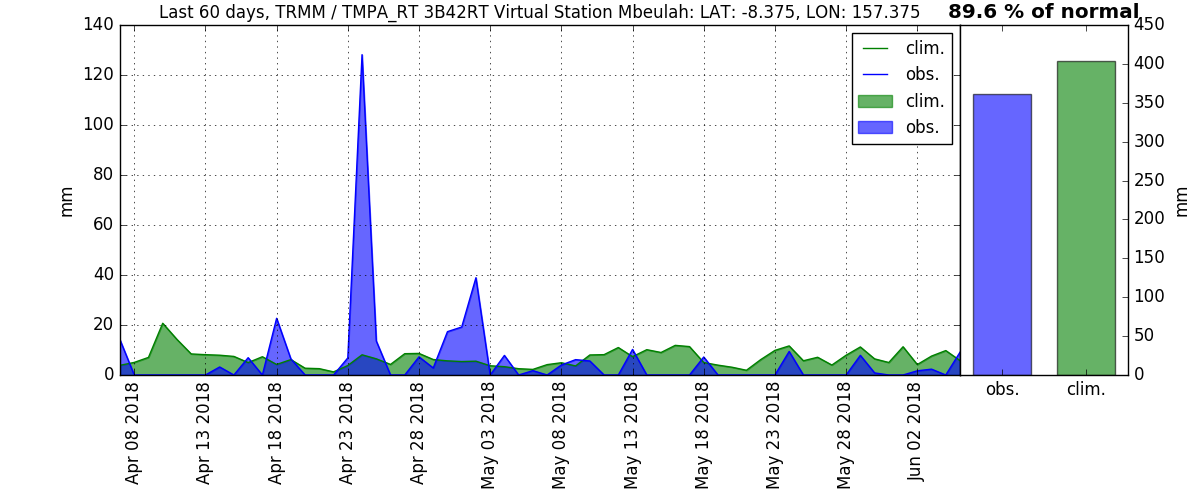 Last 60 days, TRMM / TMPA_RT 3B42RT Virtual Station Mbeulah: LAT: -8.375, LON: 157.375
89.6 % of normal
mm
140
120
100
80
60
40
20
0
clim.
obs.
clim.
obs.
Apr 08 2018
Apr 13 2018
Apr 18 2018
Apr 23 2018
Apr 28 2018
May 03 2018
May 08 2018
May 13 2018
May 18 2018
May 23 2018
May 28 2018
Jun 02 2018
450
400
350
300
250
200
150
100
50
0
mm
obs.
clim.